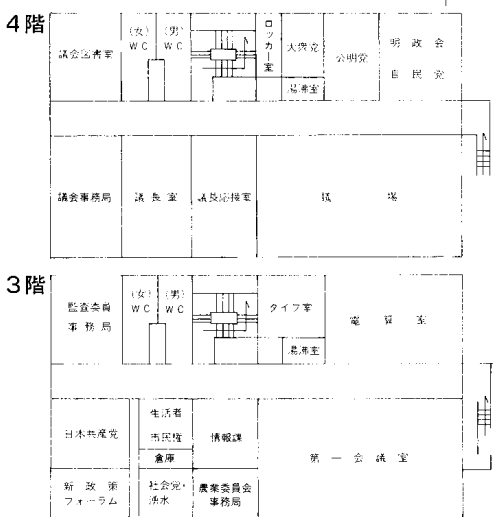 4階
議会図書室
(女)
WC
(男)
WC
ロッカー室
大衆党
湯沸室
公明党
明政会
自民党
議会事務局
議長室
議長応接室
議場
3階
監査委員
事務局
(女)
WC
(男)
WC
タイプ室
湯沸室
電算室
日本共産党
生活者
市民権
倉庫
情報課
第一会議室
新政策
フォーラム
社会党・
湧水
農業委員会
事務局